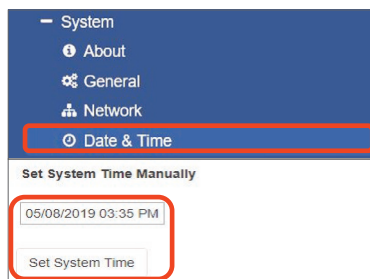 − System
About
General
Network
Date & Time
Set System Time Manually
05/08/2019 03:35 PM
Set System Time